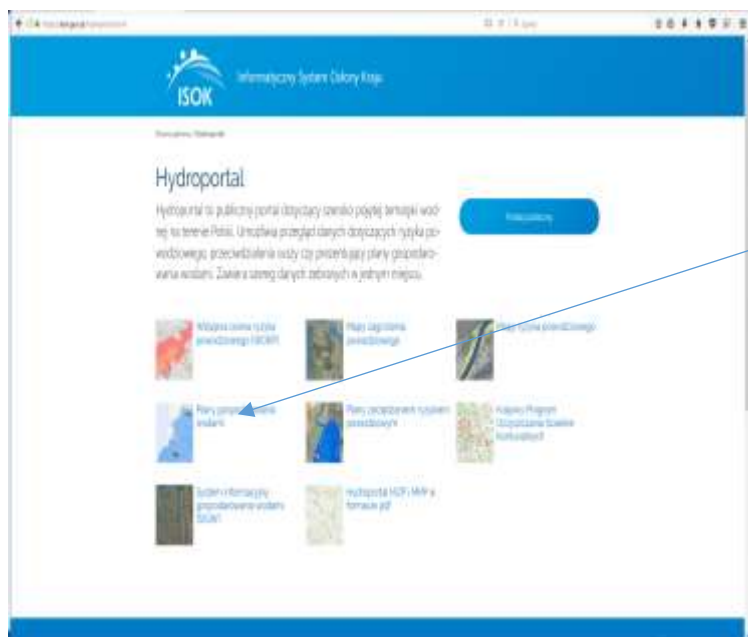 ISOK
Informatyczny System Osłony Kraju
Hydroportal
Hydroportal to publiczny portal dotyczący szeroko pojętej tematyki wod-
nej na terenie Polski. Umożliwia przegląd danych dotyczących ryzyka po-
wodziowego, przeciwdziałania suszy czy prezentujący plany gospodaro-
wania wodami. Zawiera szereg danych zebranych w jednym miejscu.
Wstępna ocena ryzyka
powodziowego (WORP)
Mapy zagrożenia
powodziowego
Mapy ryzyka powodziowego
Plany gospodarowania
wodami
Plany zarządzania ryzykiem
powodziowym
Krajowy Program
Oczyszczania Ścieków
Komunalnych
System informacyjny
gospodarowania wodami
Hydroportal MZP i MRP w
formacie pdf